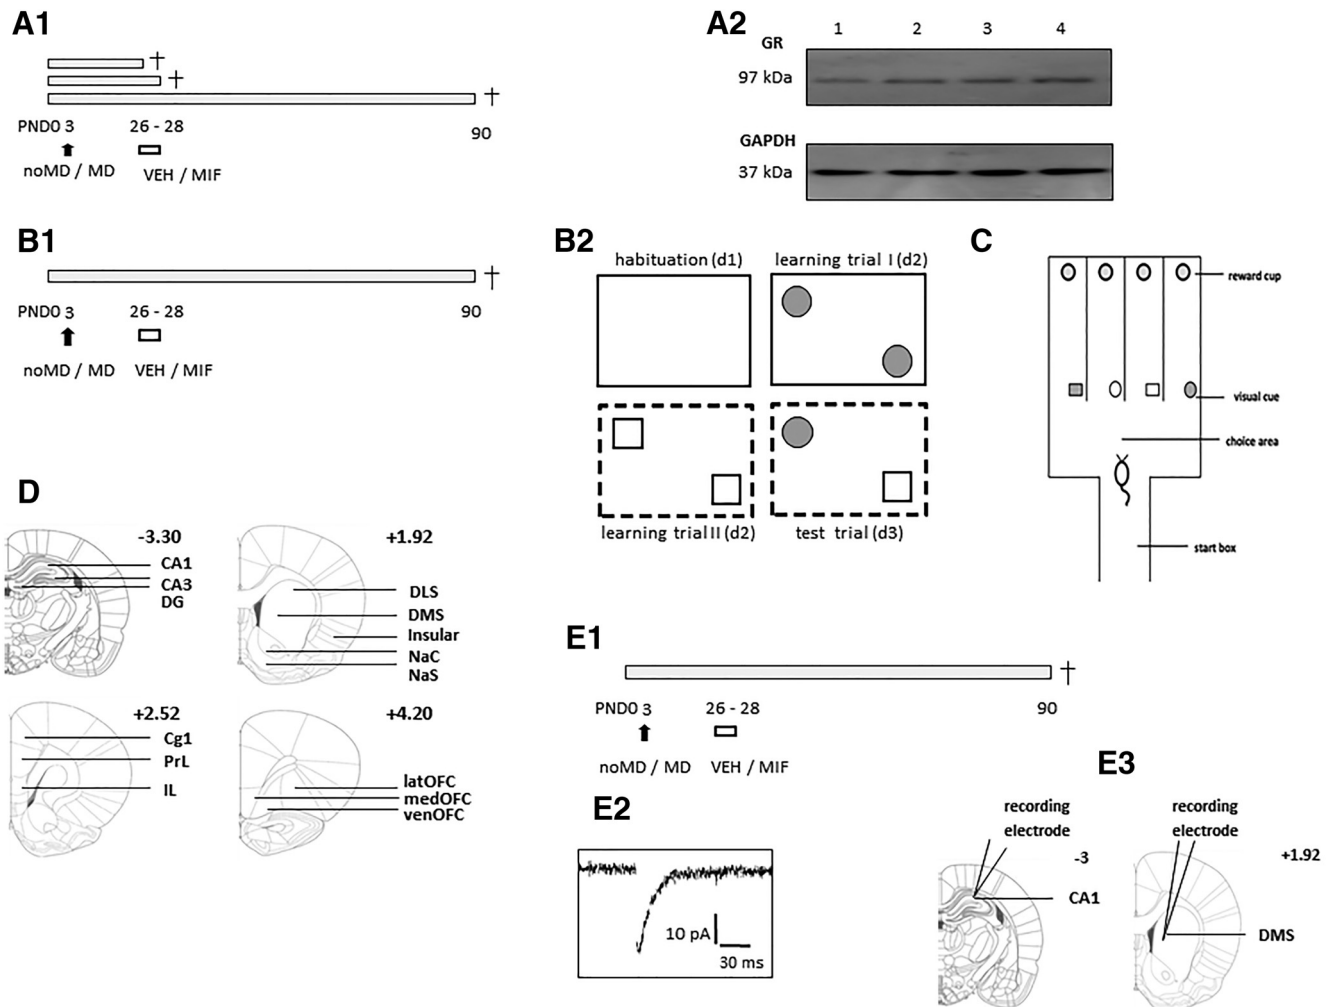 A1
PND0 3
26 - 28
90
noMD / MD
VEH / MIF
A2
1 2 3 4
GR
97 kDa
GAPDH
37 kDa
B1
PND0 3
26 - 28
90
noMD / MD
VEH / MIF
B2
habituation (d1)
learning trial I (d2)
learning trial II (d2)
test trial (d3)
C
reward cup
visual cue
choice area
start box
D
-3.30
CA1
CA3
DG
+1.92
DLS
DMS
Insular
NaC
NaS
+2.52
Cg1
PrL
IL
+4.20
latOFC
medOFC
venOFC
E1
PND0 3
26 - 28
90
noMD / MD
VEH / MIF
E2
10 pA
30 ms
E3
recording
electrode
-3
CA1
recording
electrode
+1.92
DMS